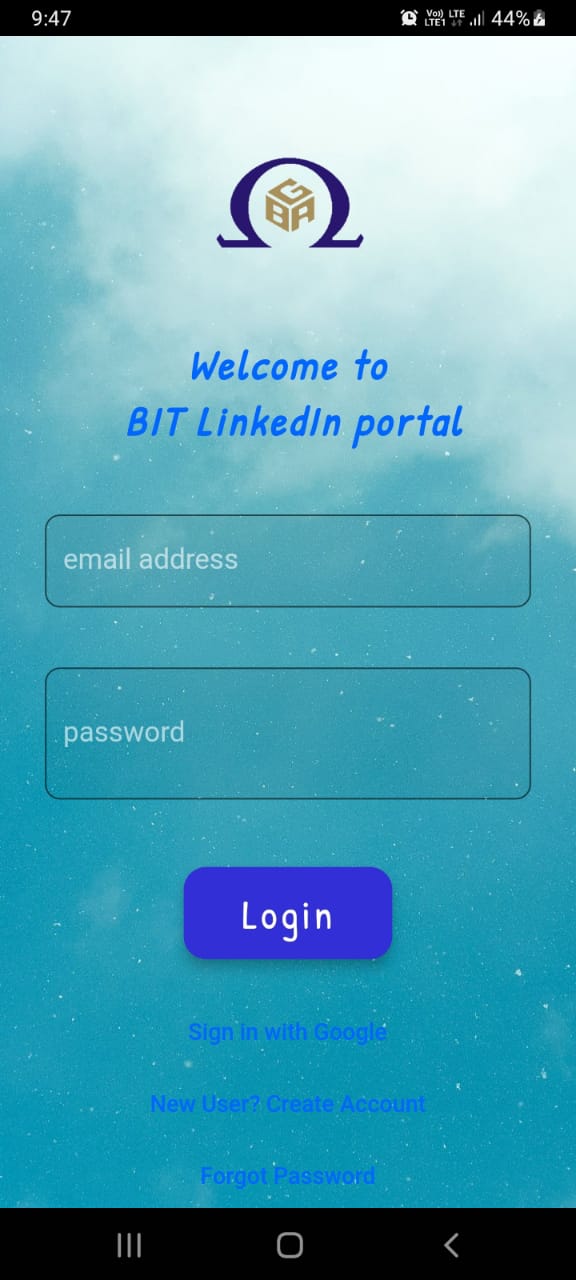 9:47
Vo) LTE
LTE1
44%
GBA
Welcome to
BIT LinkedIn portal
email address
password
Login
Sign in with Google
New User? Create Account
Forgot Password